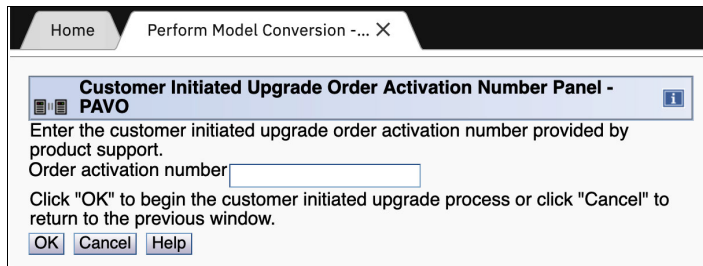 Home
Perform Model Conversion -... X
Customer Initiated Upgrade Order Activation Number Panel -
PAVO
i
Enter the customer initiated upgrade order activation number provided by
product support.
Order activation number
Click "OK" to begin the customer initiated upgrade process or click "Cancel" to
return to the previous window.
OK Cancel Help